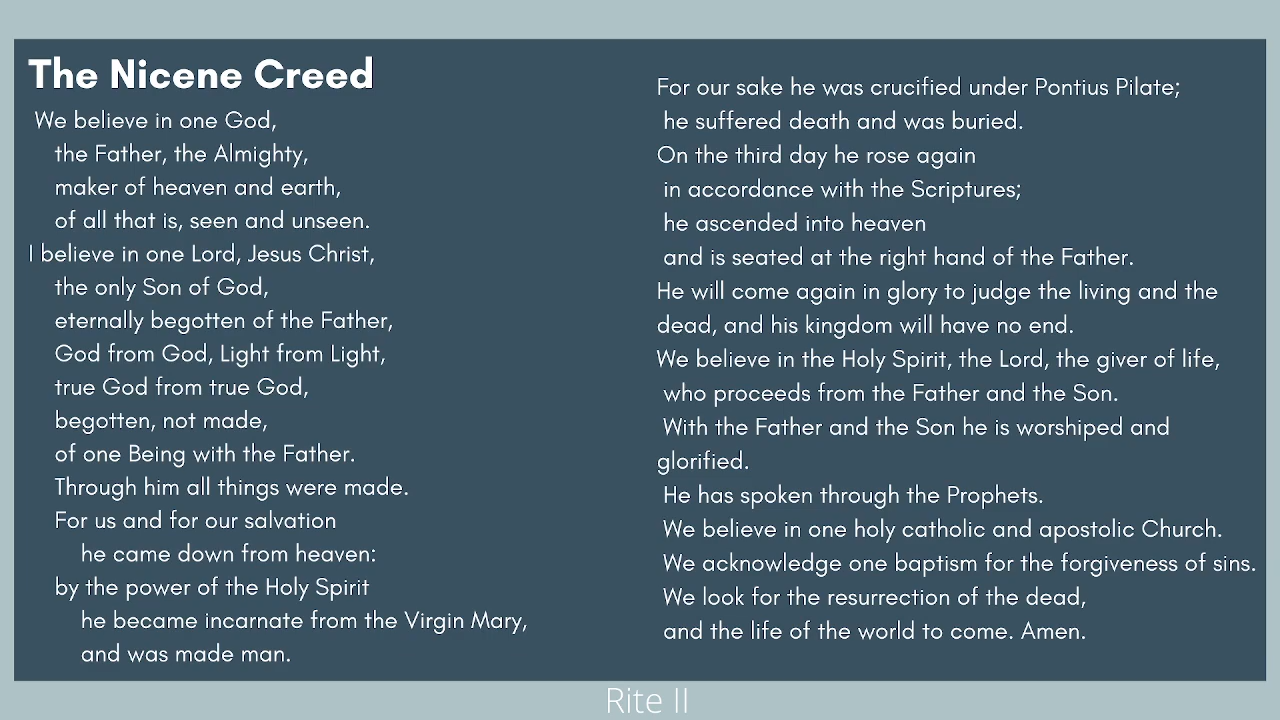 The Nicene Creed
We believe in one God,
the Father, the Almighty,
maker of heaven and earth,
of all that is, seen and unseen.
I believe in one Lord, Jesus Christ,
the only Son of God,
eternally begotten of the Father,
God from God, Light from Light,
true God from true God,
begotten, not made,
of one Being with the Father.
Through him all things were made.
For us and for our salvation
he came down from heaven:
by the power of the Holy Spirit
he became incarnate from the Virgin Mary,
and was made man.
For our sake he was crucified under Pontius Pilate;
he suffered death and was buried.
On the third day he rose again
in accordance with the Scriptures;
he ascended into heaven
and is seated at the right hand of the Father.
He will come again in glory to judge the living and the
dead, and his kingdom will have no end.
We believe in the Holy Spirit, the Lord, the giver of life,
who proceeds from the Father and the Son.
With the Father and the Son he is worshiped and
glorified.
He has spoken through the Prophets.
We believe in one holy catholic and apostolic Church.
We acknowledge one baptism for the forgiveness of sins.
We look for the resurrection of the dead,
and the life of the world to come. Amen.
Rite II